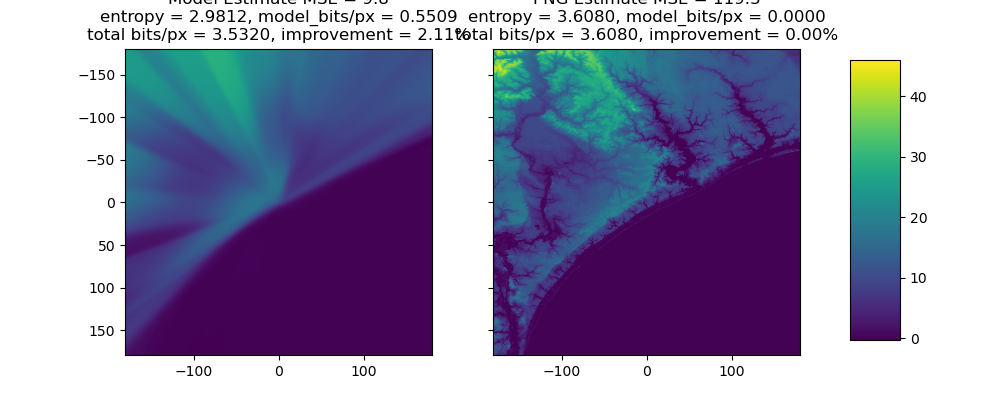 Model Estimate MSE = 9.8
entropy = 2.9812, model_bits/px = 0.5509
total bits/px = 3.5320, improvement = 2.11%
PNG Estimate MSE = 119.3
entropy = 3.6080, model_bits/px = 0.0000
total bits/px = 3.6080, improvement = 0.00%
−150
−100
−50
0
50
100
150
−100 0 100
−100 0 100
40
30
20
10
0